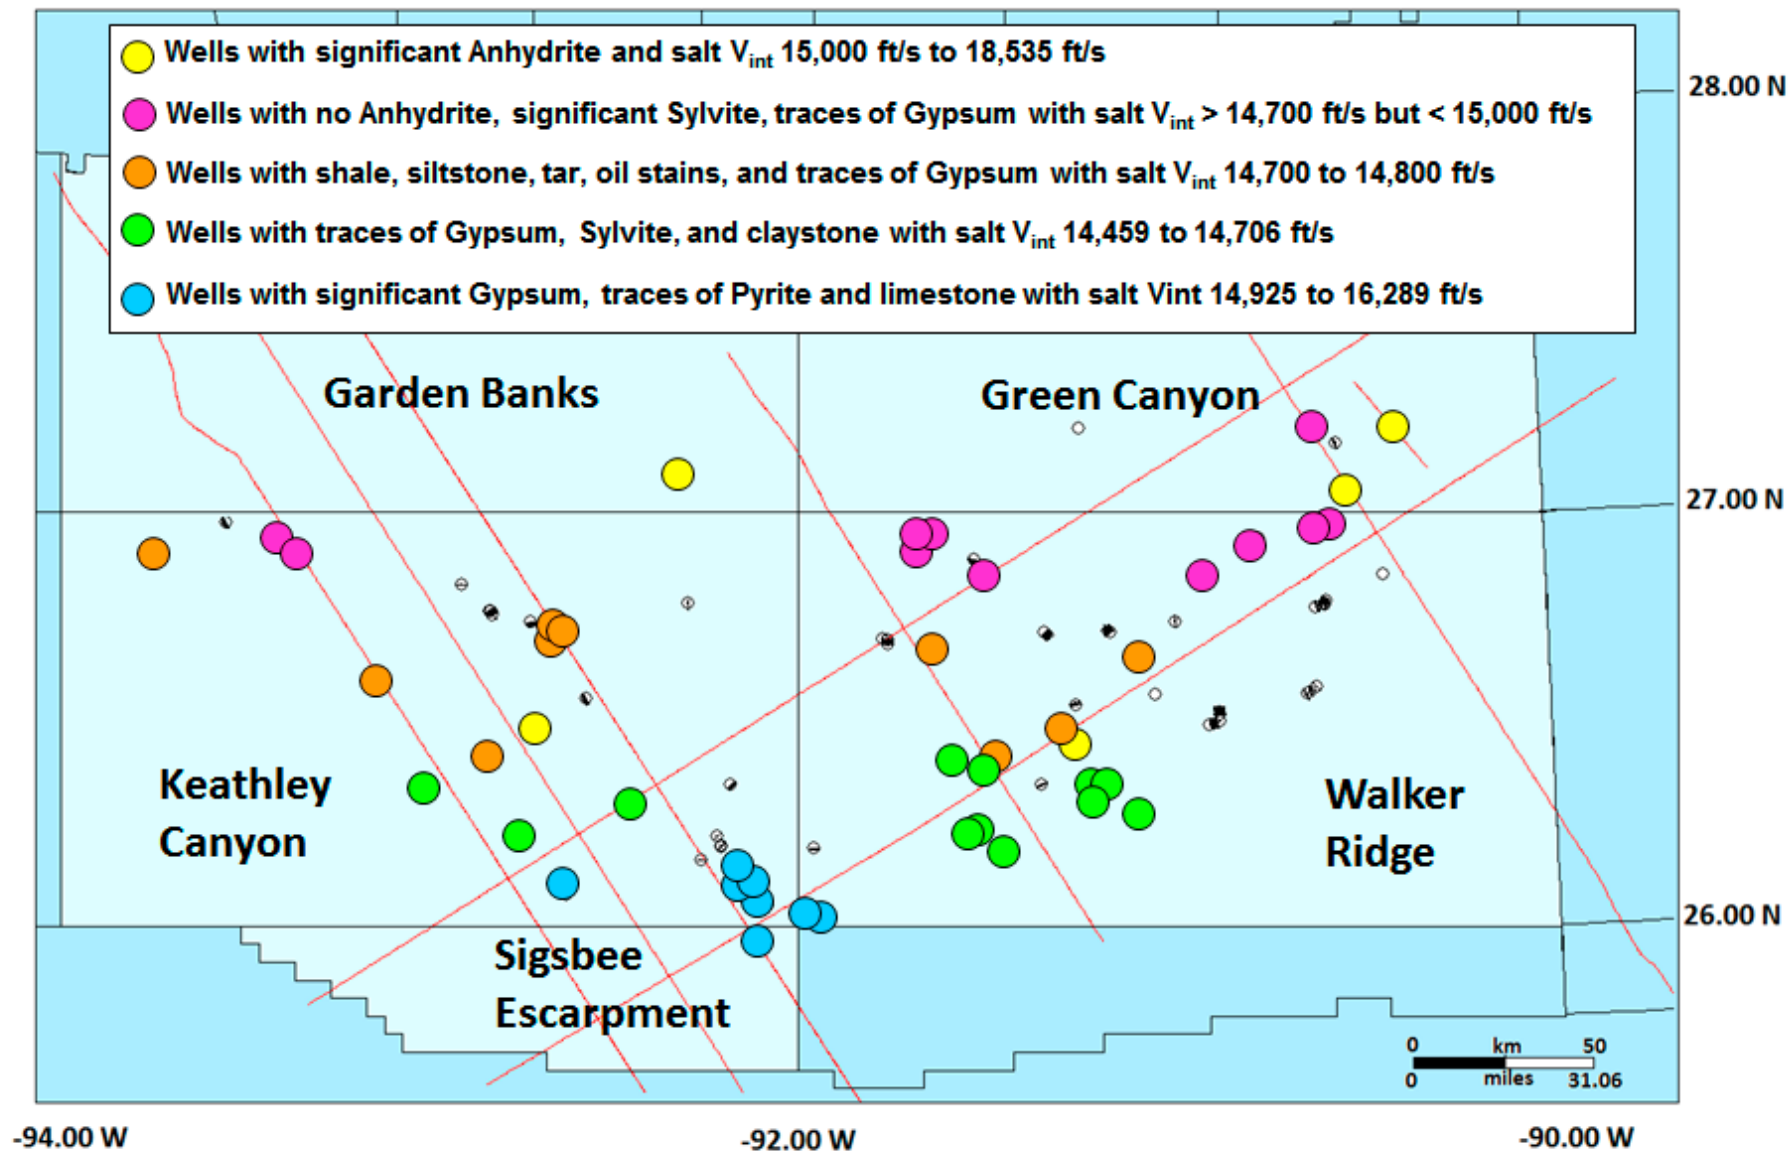 Wells with significant Anhydrite and salt Vint 15,000 ft/s to 18,535 ft/s
Wells with no Anhydrite, significant Sylvite, traces of Gypsum with salt Vint > 14,700 ft/s but < 15,000 ft/s
Wells with shale, siltstone, tar, oil stains, and traces of Gypsum with salt Vint 14,700 to 14,800 ft/s
Wells with traces of Gypsum, Sylvite, and claystone with salt Vint 14,459 to 14,706 ft/s
Wells with significant Gypsum, traces of Pyrite and limestone with salt Vint 14,925 to 16,289 ft/s
28.00 N
Garden Banks
Green Canyon
27.00 N
Keathley
Canyon
Walker
Ridge
26.00 N
Sigsbee
Escarpment
0 km 50
0 miles 31.06
-94.00 W
-92.00 W
-90.00 W